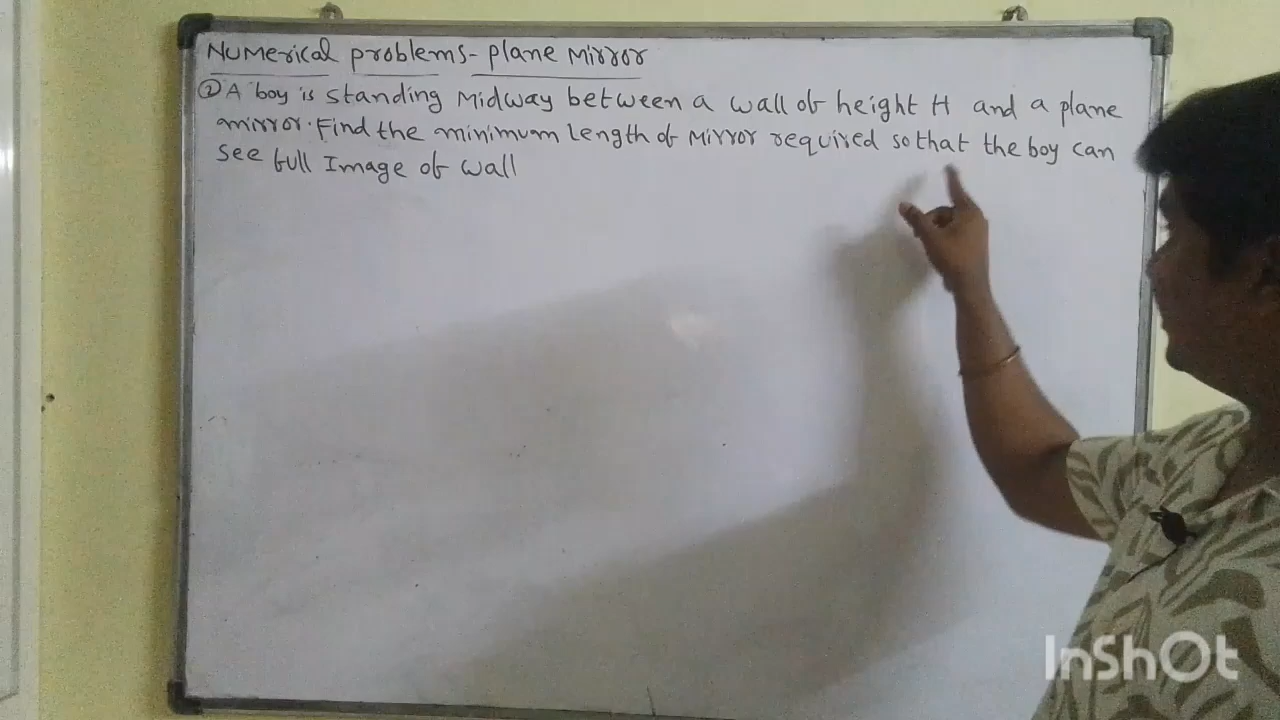 Numerical problems- plane Mirror
② A boy is standing Midway between a wall of height H and a plane
mirror. Find the minimum length of Mirror required so that the boy can
see full Image of wall
InShOt